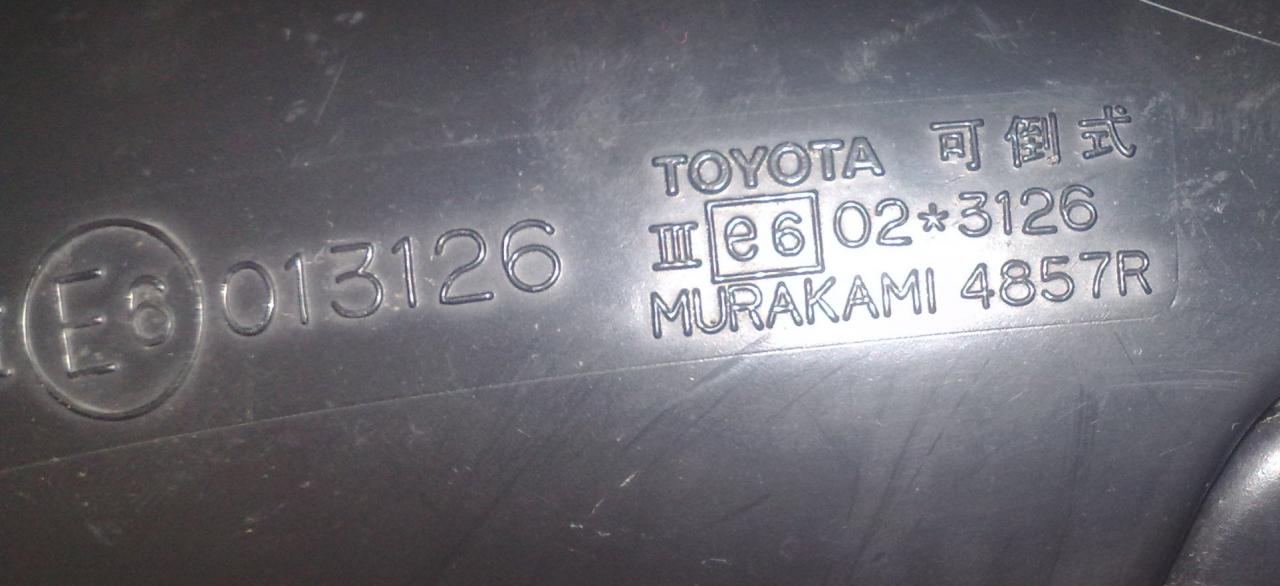 E6 013126
TOYOTA 可倒式
III e6 02*3126
MURAKAMI 4857R